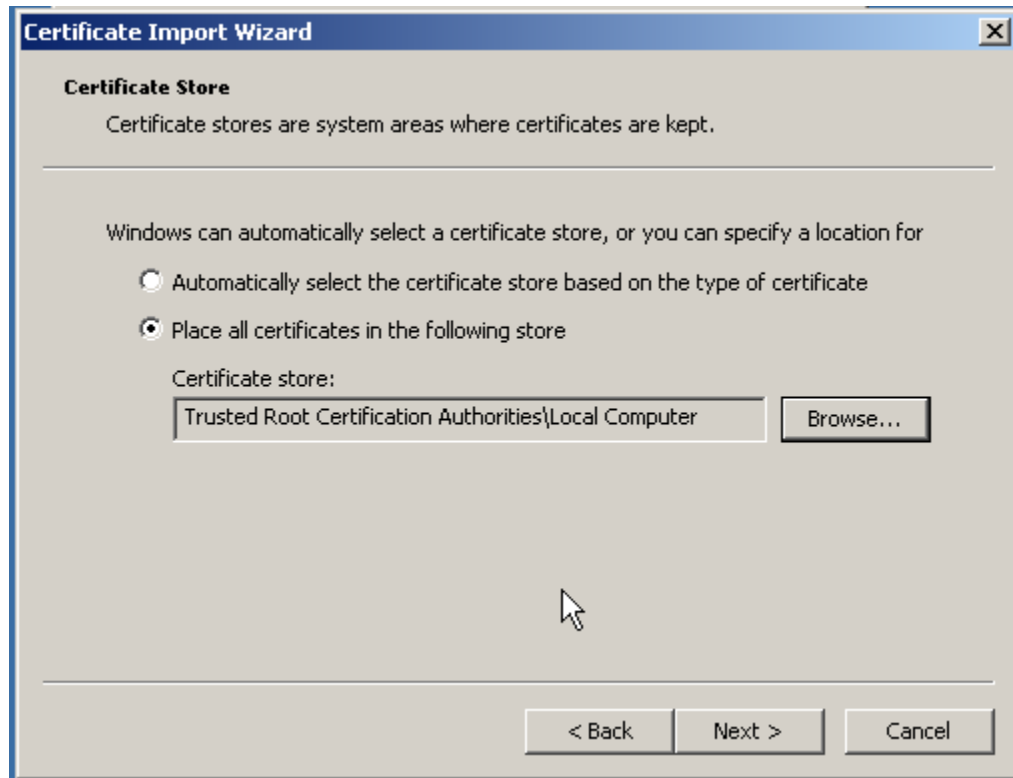 Certificate Import Wizard
Certificate Store
Certificate stores are system areas where certificates are kept.
Windows can automatically select a certificate store, or you can specify a location for
Automatically select the certificate store based on the type of certificate
Place all certificates in the following store
Certificate store:
Trusted Root Certification Authorities\Local Computer
Browse...
< Back
Next >
Cancel